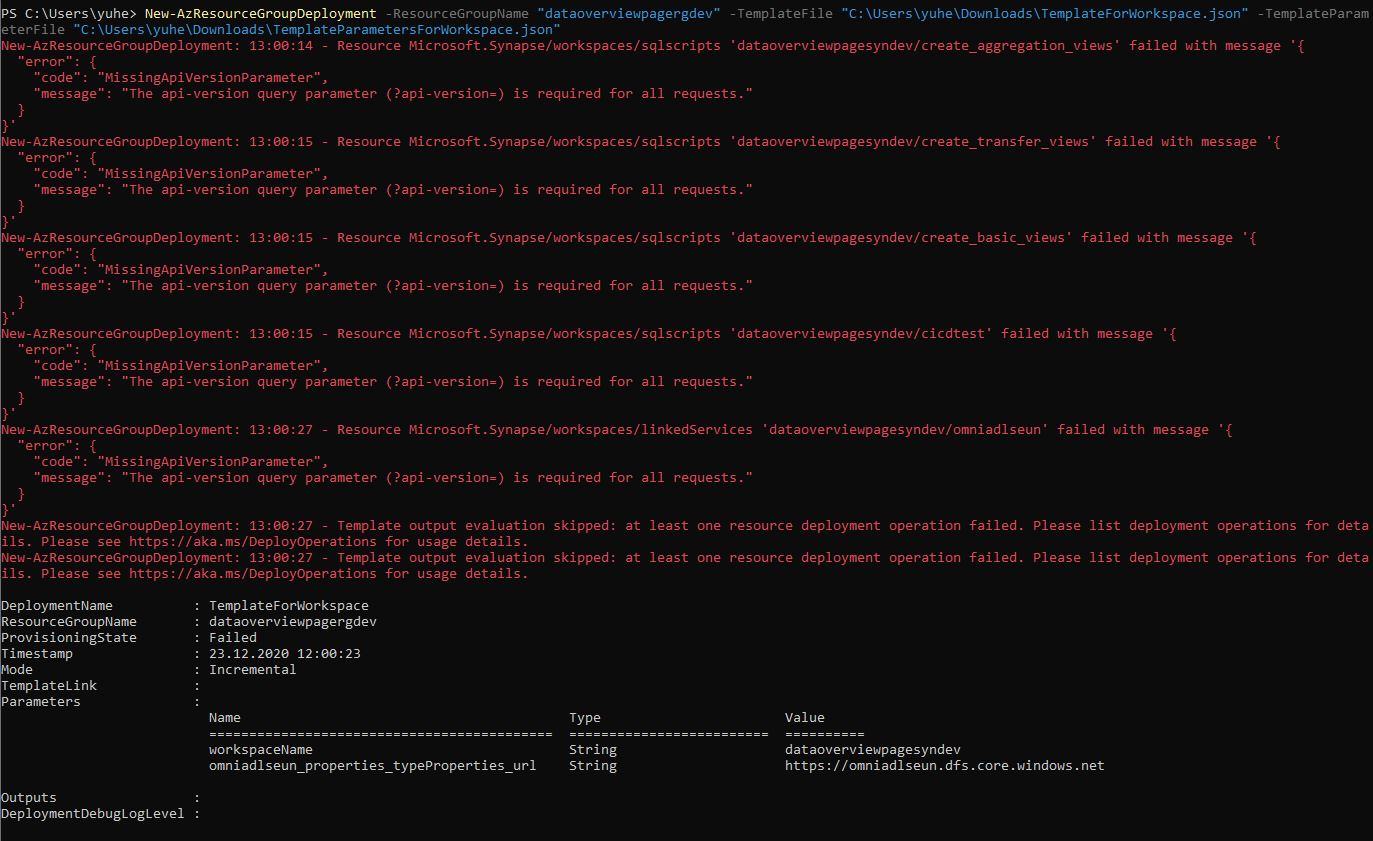 PS C:\Users\yuhe> New-AzResourceGroupDeployment -ResourceGroupName "dataoverviewpagergdev" -TemplateFile "C:\Users\yuhe\Downloads\TemplateForWorkspace.json" -TemplateParam
eterFile "C:\Users\yuhe\Downloads\TemplateParametersForWorkspace.json"
New-AzResourceGroupDeployment: 13:00:14 - Resource Microsoft.Synapse/workspaces/sqlscripts 'dataoverviewpagesyndev/create_aggregation_views' failed with message '{
  "error": {
    "code": "MissingApiVersionParameter",
    "message": "The api-version query parameter (?api-version=) is required for all requests."
  }
}'
New-AzResourceGroupDeployment: 13:00:15 - Resource Microsoft.Synapse/workspaces/sqlscripts 'dataoverviewpagesyndev/create_transfer_views' failed with message '{
  "error": {
    "code": "MissingApiVersionParameter",
    "message": "The api-version query parameter (?api-version=) is required for all requests."
  }
}'
New-AzResourceGroupDeployment: 13:00:15 - Resource Microsoft.Synapse/workspaces/sqlscripts 'dataoverviewpagesyndev/create_basic_views' failed with message '{
  "error": {
    "code": "MissingApiVersionParameter",
    "message": "The api-version query parameter (?api-version=) is required for all requests."
  }
}'
New-AzResourceGroupDeployment: 13:00:15 - Resource Microsoft.Synapse/workspaces/sqlscripts 'dataoverviewpagesyndev/cicdtest' failed with message '{
  "error": {
    "code": "MissingApiVersionParameter",
    "message": "The api-version query parameter (?api-version=) is required for all requests."
  }
}'
New-AzResourceGroupDeployment: 13:00:27 - Resource Microsoft.Synapse/workspaces/linkedServices 'dataoverviewpagesyndev/omniadlseun' failed with message '{
  "error": {
    "code": "MissingApiVersionParameter",
    "message": "The api-version query parameter (?api-version=) is required for all requests."
  }
}'
New-AzResourceGroupDeployment: 13:00:27 - Template output evaluation skipped: at least one resource deployment operation failed. Please list deployment operations for deta
ils. Please see https://aka.ms/DeployOperations for usage details.
New-AzResourceGroupDeployment: 13:00:27 - Template output evaluation skipped: at least one resource deployment operation failed. Please list deployment operations for deta
ils. Please see https://aka.ms/DeployOperations for usage details.
DeploymentName          : TemplateForWorkspace
ResourceGroupName       : dataoverviewpagergdev
ProvisioningState       : Failed
Timestamp               : 23.12.2020 12:00:23
Mode                    : Incremental
TemplateLink            :
Parameters              :
                          Name                                         Type                       Value
                          ===========================================  =========================  ==========
                          workspaceName                                String                     dataoverviewpagesyndev
                          omniadlseun_properties_typeProperties_url    String                     https://omniadlseun.dfs.core.windows.net
Outputs                 :
DeploymentDebugLogLevel :